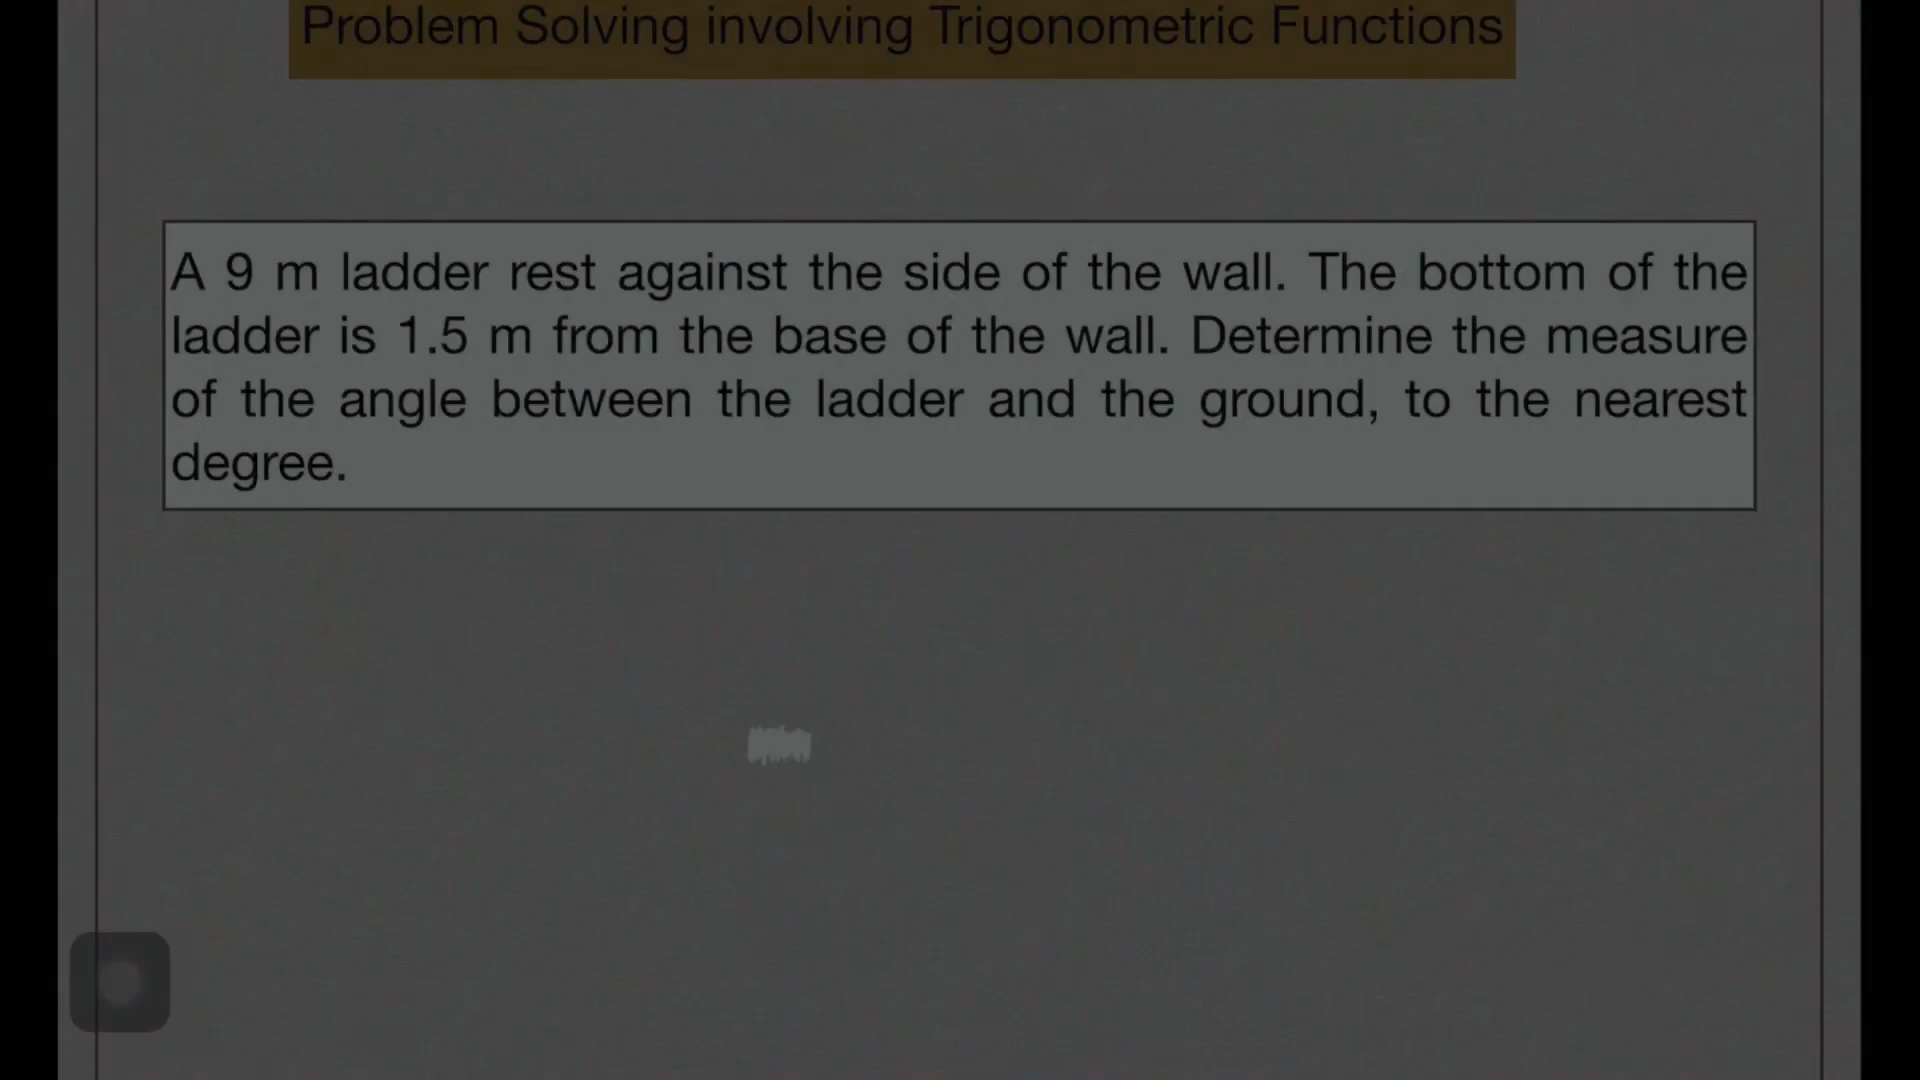 Problem Solving involving Trigonometric Functions
A 9 m ladder rest against the side of the wall. The bottom of the
ladder is 1.5 m from the base of the wall. Determine the measure
of the angle between the ladder and the ground, to the nearest
degree.